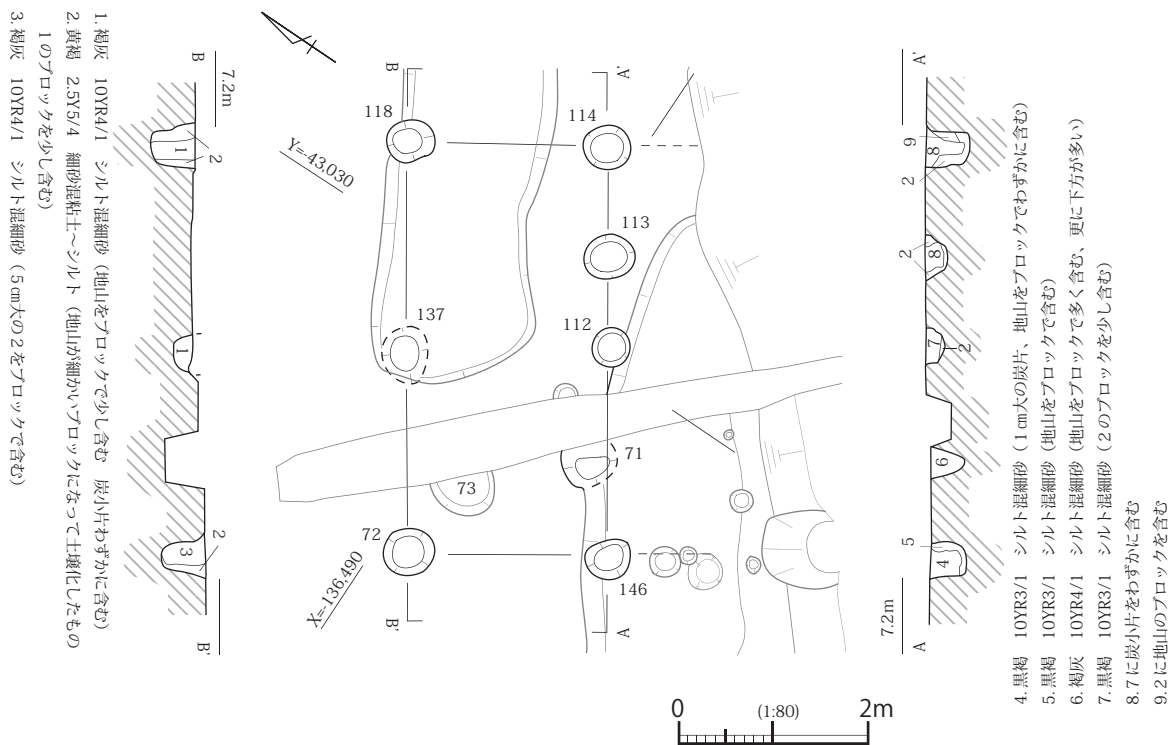 1. 褐灰　10YR4/1　シルト混細砂（地山をブロックで少し含む　炭小片わずかに含む）
2. 黄褐　2.5Y5/4　細砂混粘土～シルト（地山が細かいブロックになって土壌化したもの
1のブロックを少し含む）
3. 褐灰　10YR4/1　シルト混細砂（5㎝大の2をブロックで含む）
B
7.2m
1
2
1
3
2
B'
Y=-43,030
X=-136,490
B
A'
118
114
113
137
112
71
73
72
146
B'
A
A'
9
8
2
2
8
7
2
6
5
4
7.2m
A
4. 黒褐　10YR3/1　シルト混細砂（1㎝大の炭片、地山をブロックでわずかに含む）
5. 黒褐　10YR3/1　シルト混細砂（地山をブロックで含む）
6. 褐灰　10YR4/1　シルト混細砂（地山をブロックで多く含む、更に下方が多い）
7. 黒褐　10YR3/1　シルト混細砂（2のブロックを少し含む）
8.7に炭小片をわずかに含む
9.2に地山のブロックを含む
0
(1:80)
2m